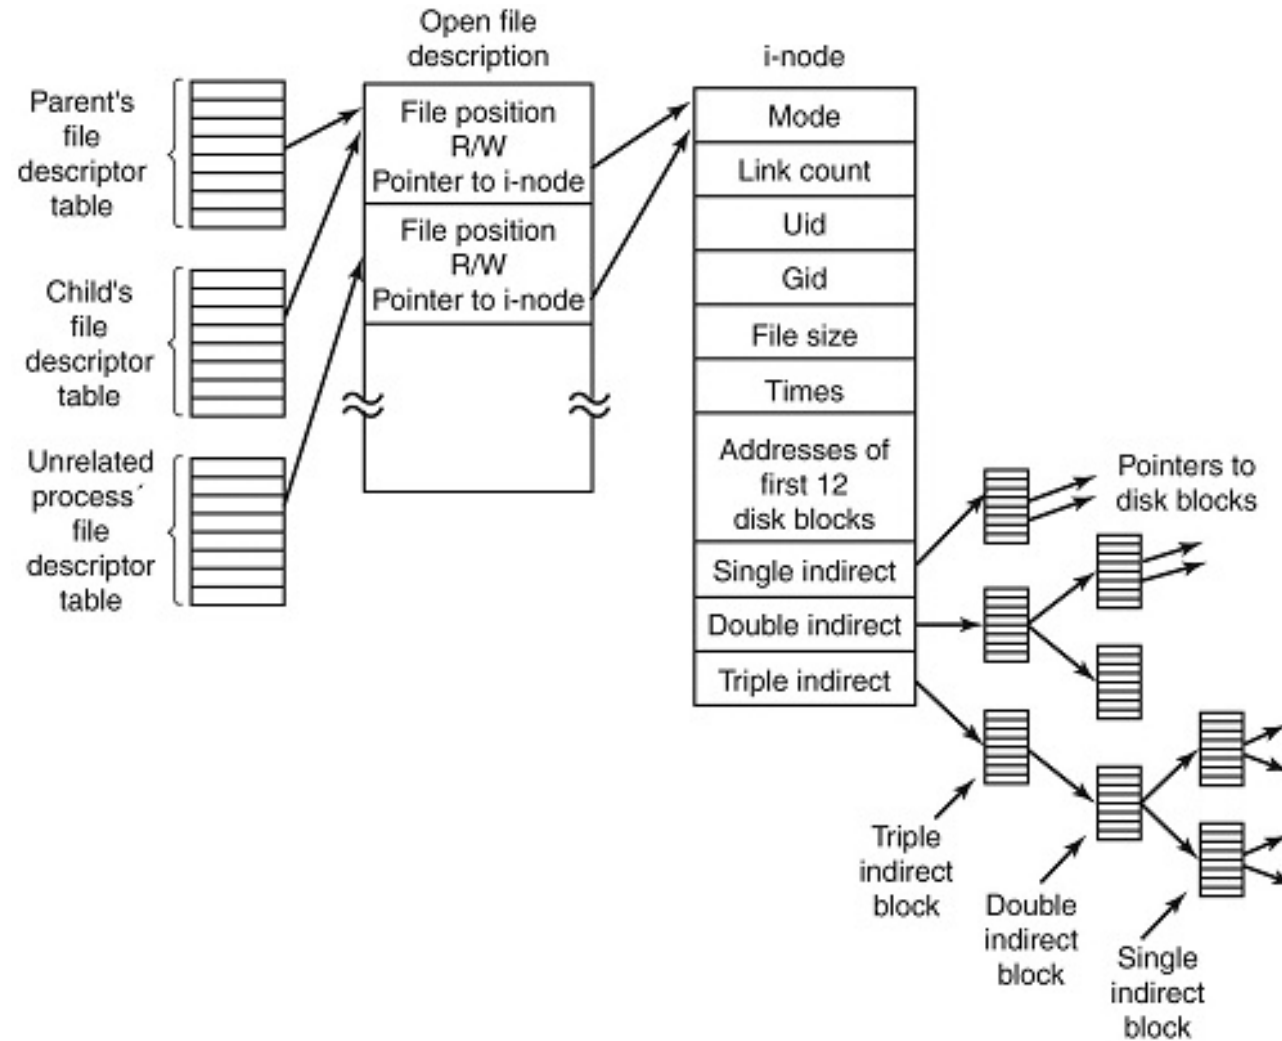 Open file
description
i-node
Parent's
file
descriptor
table
Child's
file
descriptor
table
Unrelated
process´
file
descriptor
table
File position
R/W
Pointer to i-node
File position
R/W
Pointer to i-node
Mode
Link count
Uid
Gid
File size
Times
Addresses of
first 12
disk blocks
Single indirect
Double indirect
Triple indirect
Pointers to
disk blocks
Triple
indirect
block
Double
indirect
block
Single
indirect
block